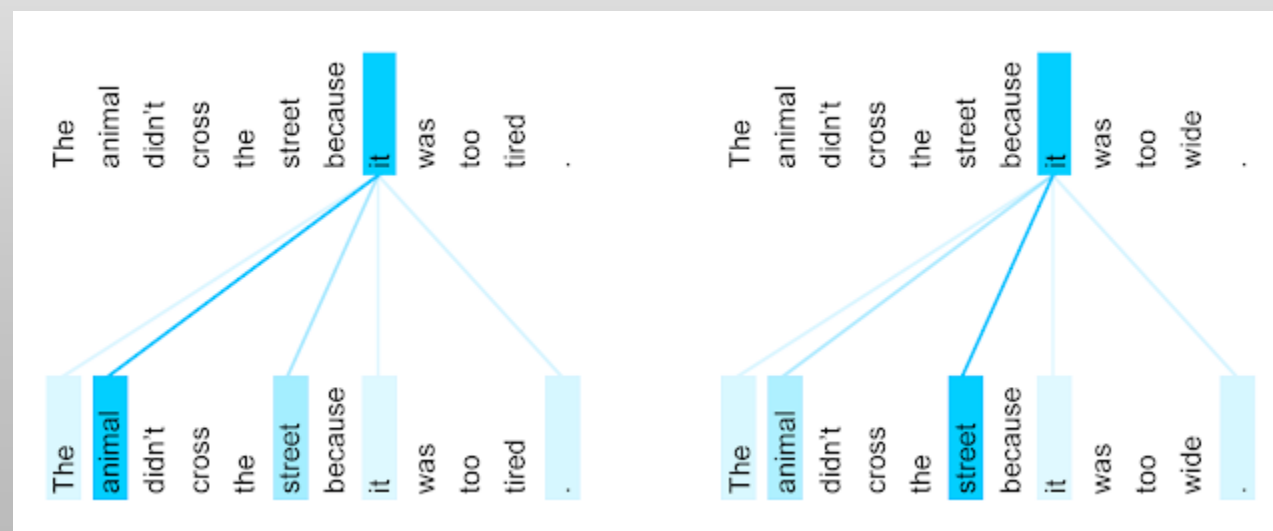 The animal didn't cross the street because it was too tired .
The animal didn't cross the street because it was too wide .
The animal didn't cross the street because it was too tired .
The animal didn't cross the street because it was too wide .